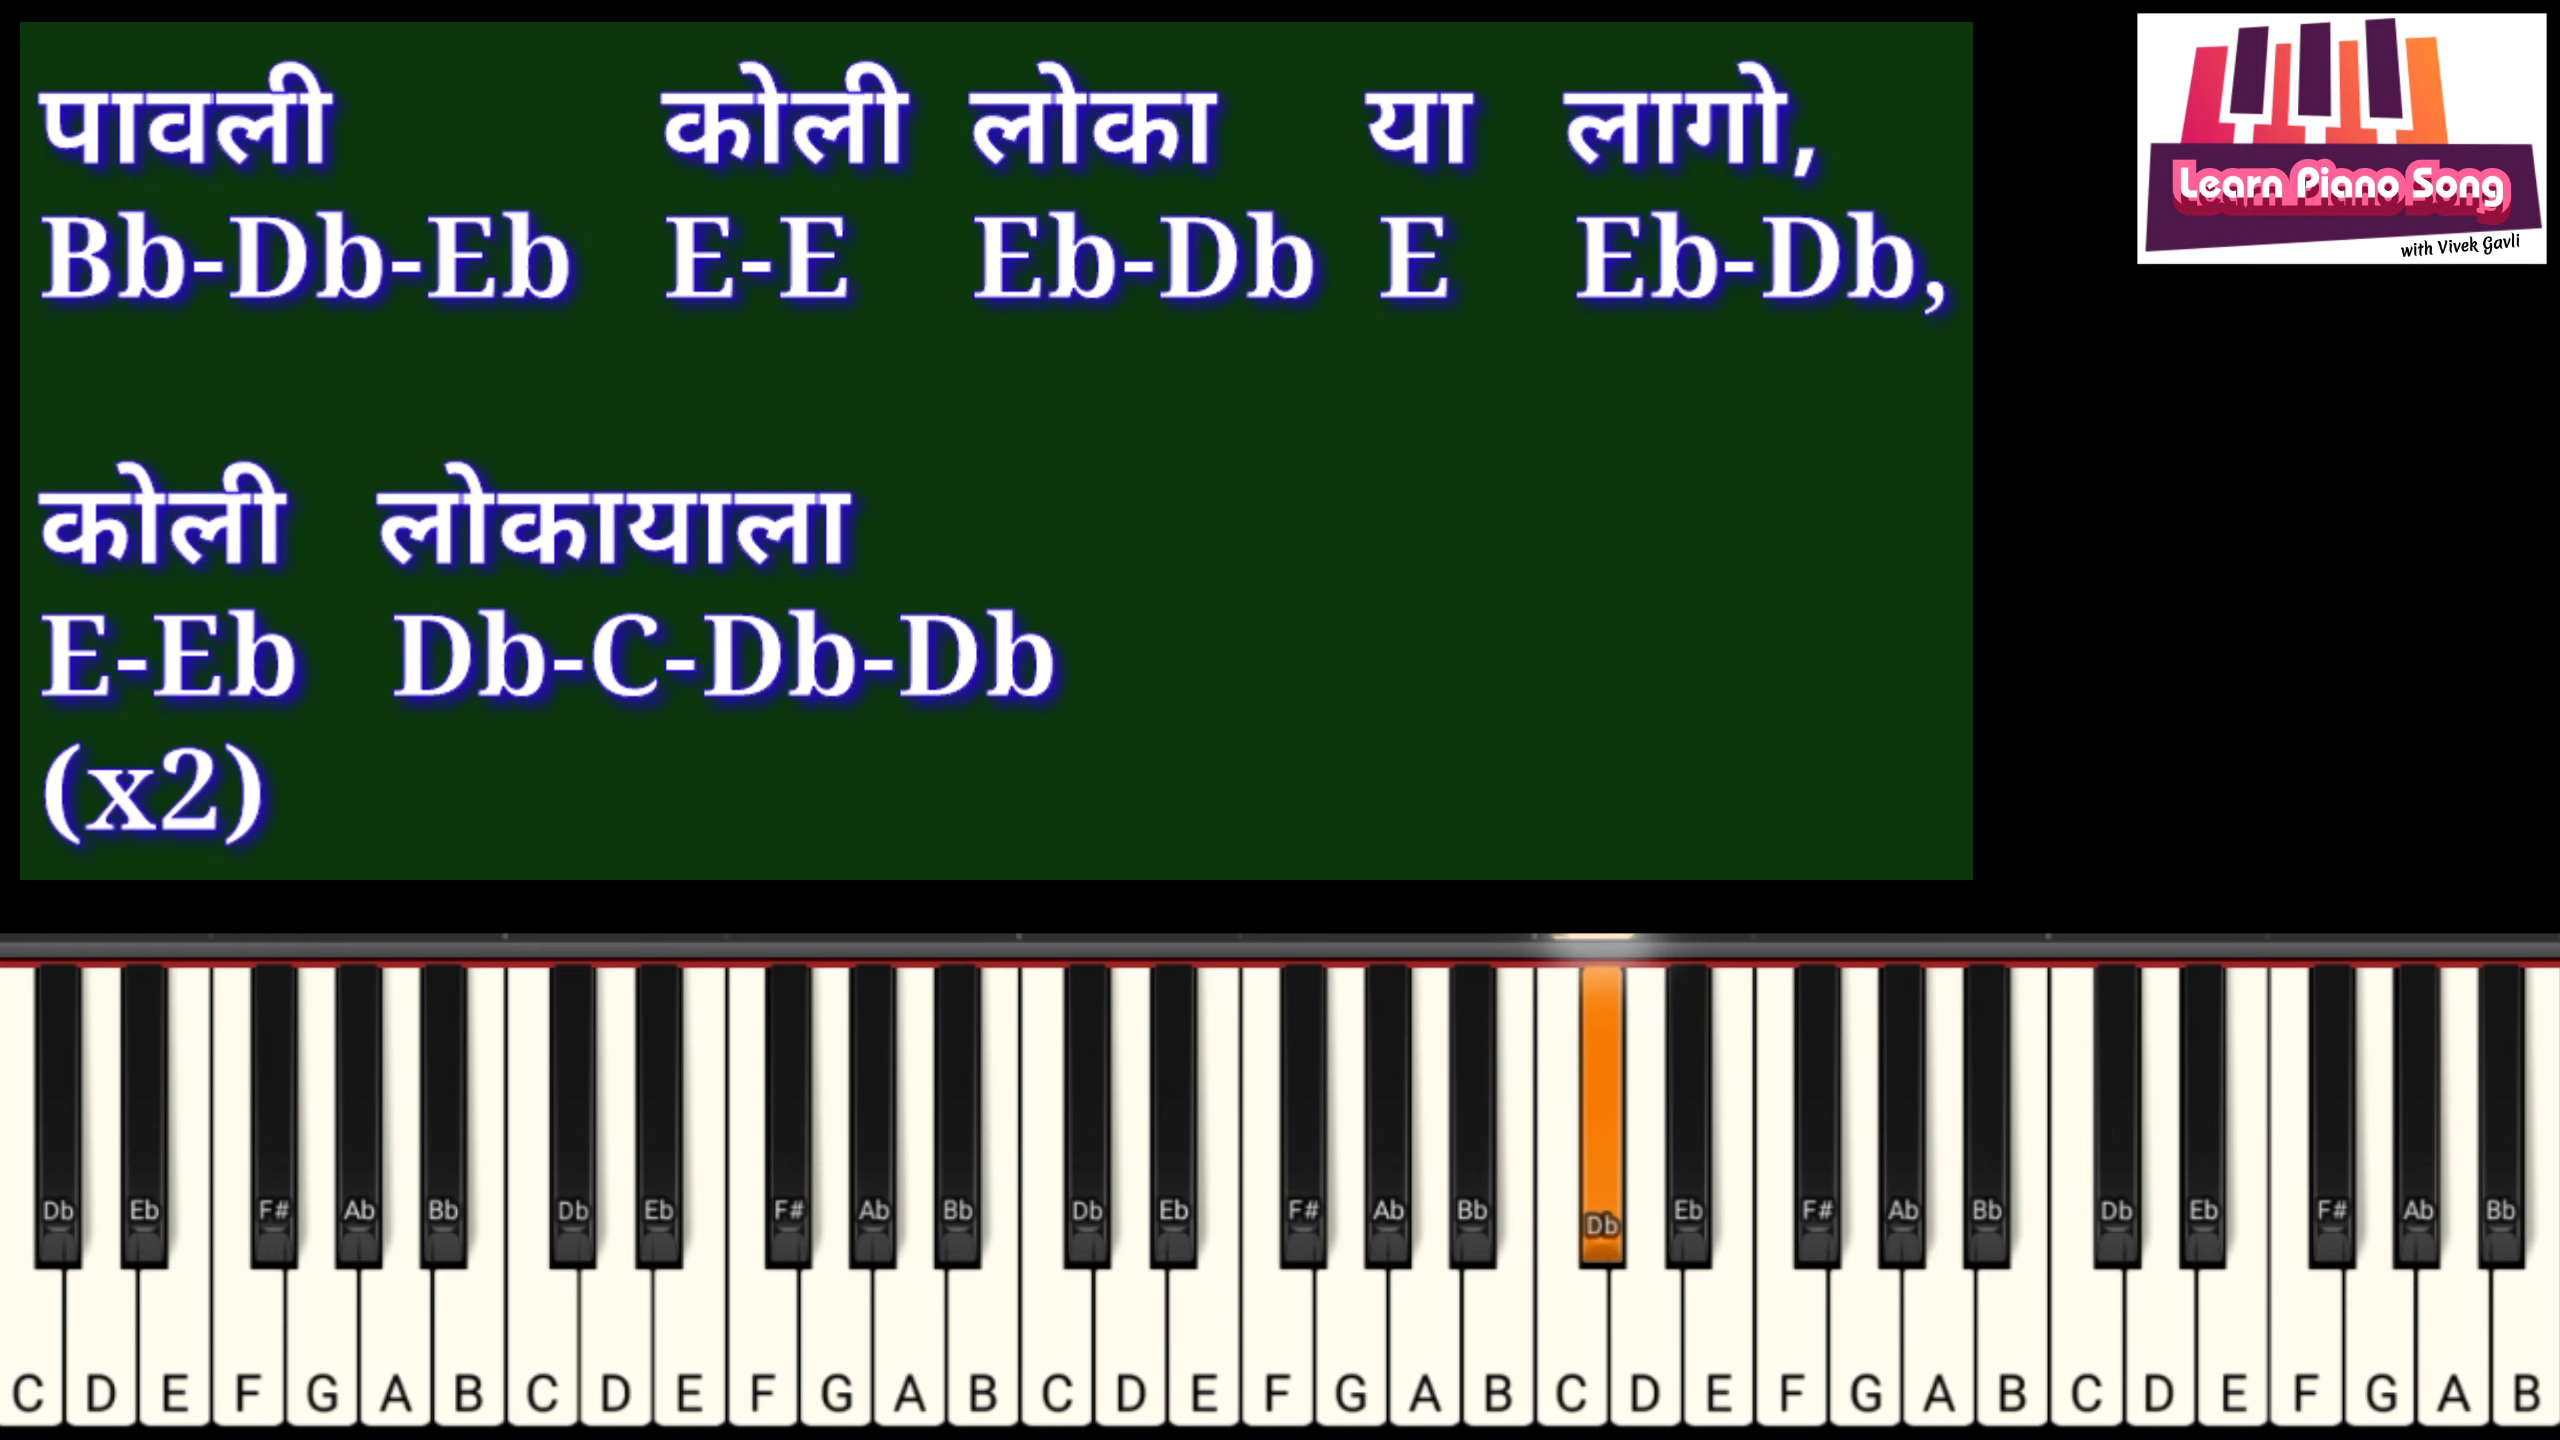 पावली कोली लोका या लागो,
Bb-Db-Eb E-E Eb-Db E Eb-Db,
कोली लोकायाला
E-Eb Db-C-Db-Db
(x2)
Learn Piano Song
with Vivek Gavli
Db Eb F# Ab Bb Db Eb F# Ab Bb Db Eb F# Ab Bb Db Eb F# Ab Bb Db Eb F# Ab Bb
C D E F G A B C D E F G A B C D E F G A B C D E F G A B C D E F G A B